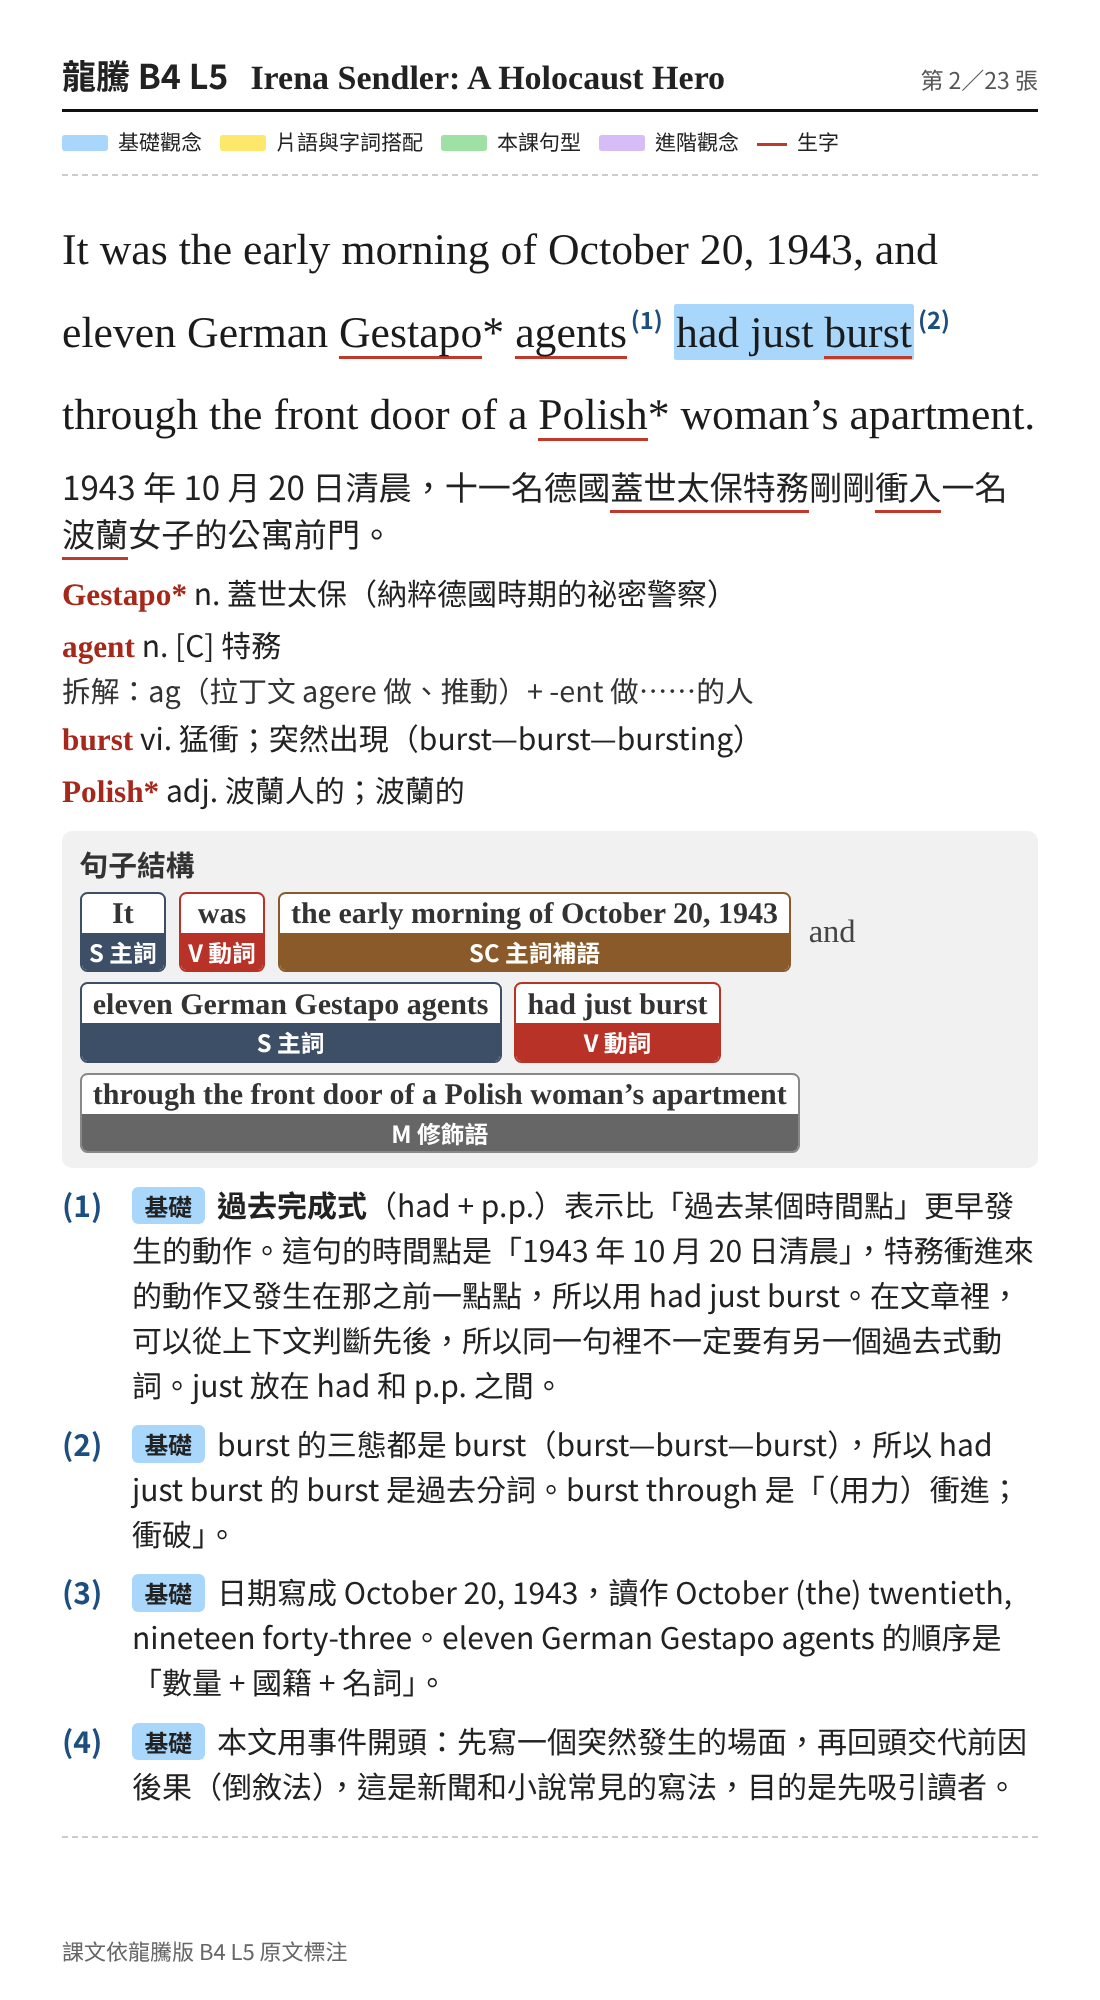 龍騰 B4 L5 Irena Sendler: A Holocaust Hero 第 2／23 張
基礎觀念 片語與字詞搭配 本課句型 進階觀念 生字
It was the early morning of October 20, 1943, and
eleven German Gestapo* agents(1) had just burst(2)
through the front door of a Polish* woman’s apartment.
1943 年 10 月 20 日清晨，十一名德國蓋世太保特務剛剛衝入一名
波蘭女子的公寓前門。
Gestapo* n. 蓋世太保（納粹德國時期的祕密警察）
agent n. [C] 特務
拆解：ag（拉丁文 agere 做、推動）+ -ent 做……的人
burst vi. 猛衝；突然出現（burst—burst—bursting）
Polish* adj. 波蘭人的；波蘭的
句子結構
It was the early morning of October 20, 1943 and
S 主詞 V 動詞 SC 主詞補語
eleven German Gestapo agents had just burst
S 主詞 V 動詞
through the front door of a Polish woman’s apartment
M 修飾語
(1) 基礎 過去完成式（had + p.p.）表示比「過去某個時間點」更早發
生的動作。這句的時間點是「1943 年 10 月 20 日清晨」，特務衝進來
的動作又發生在那之前一點點，所以用 had just burst。在文章裡，
可以從上下文判斷先後，所以同一句裡不一定要有另一個過去式動
詞。just 放在 had 和 p.p. 之間。
(2) 基礎 burst 的三態都是 burst（burst—burst—burst），所以 had
just burst 的 burst 是過去分詞。burst through 是「（用力）衝進；
衝破」。
(3) 基礎 日期寫成 October 20, 1943，讀作 October (the) twentieth,
nineteen forty-three。eleven German Gestapo agents 的順序是
「數量 + 國籍 + 名詞」。
(4) 基礎 本文用事件開頭：先寫一個突然發生的場面，再回頭交代前因
後果（倒敘法），這是新聞和小說常見的寫法，目的是先吸引讀者。
課文依龍騰版 B4 L5 原文標注